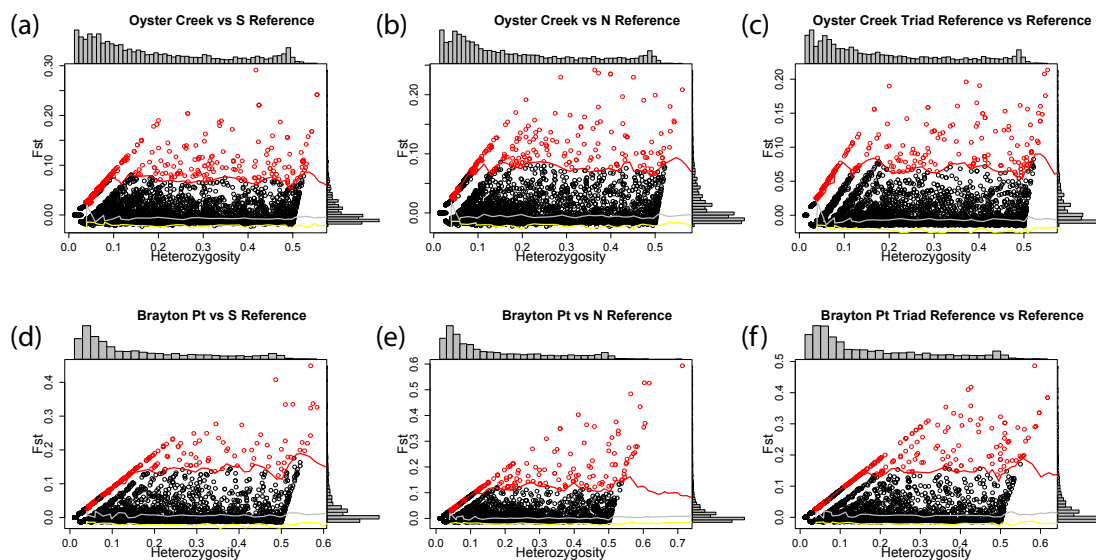 (a) Oyster Creek vs S Reference
0.00 0.10 0.20 0.30
Fst
0.0 0.1 0.2 0.3 0.4 0.5
Heterozygosity
(b) Oyster Creek vs N Reference
0.00 0.10 0.20
Fst
0.0 0.1 0.2 0.3 0.4 0.5
Heterozygosity
(c) Oyster Creek Triad Reference vs Reference
0.00 0.05 0.10 0.15 0.20
Fst
0.0 0.1 0.2 0.3 0.4 0.5
Heterozygosity
(d) Brayton Pt vs S Reference
0.0 0.1 0.2 0.3 0.4
Fst
0.0 0.1 0.2 0.3 0.4 0.5 0.6
Heterozygosity
(e) Brayton Pt vs N Reference
0.0 0.1 0.2 0.3 0.4 0.5 0.6
Fst
0.0 0.1 0.2 0.3 0.4 0.5 0.6 0.7
Heterozygosity
(f) Brayton Pt Triad Reference vs Reference
0.0 0.1 0.2 0.3 0.4 0.5
Fst
0.0 0.1 0.2 0.3 0.4 0.5 0.6
Heterozygosity